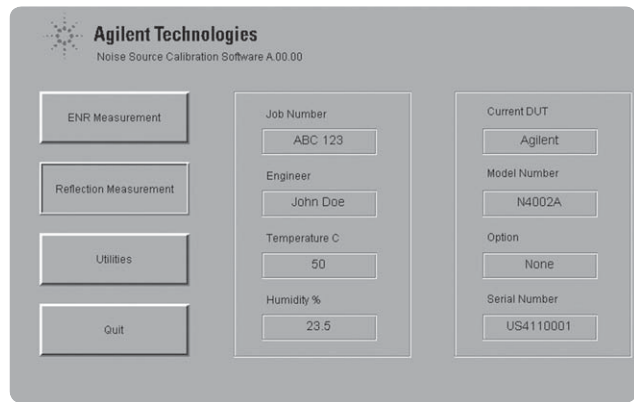 Agilent Technologies
Noise Source Calibration Software A.00.00
ENR Measurement
Reflection Measurement
Utilities
Quit
Job Number
ABC 123
Engineer
John Doe
Temperature C
50
Humidity %
23.5
Current DUT
Agilent
Model Number
N4002A
Option
None
Serial Number
US4110001